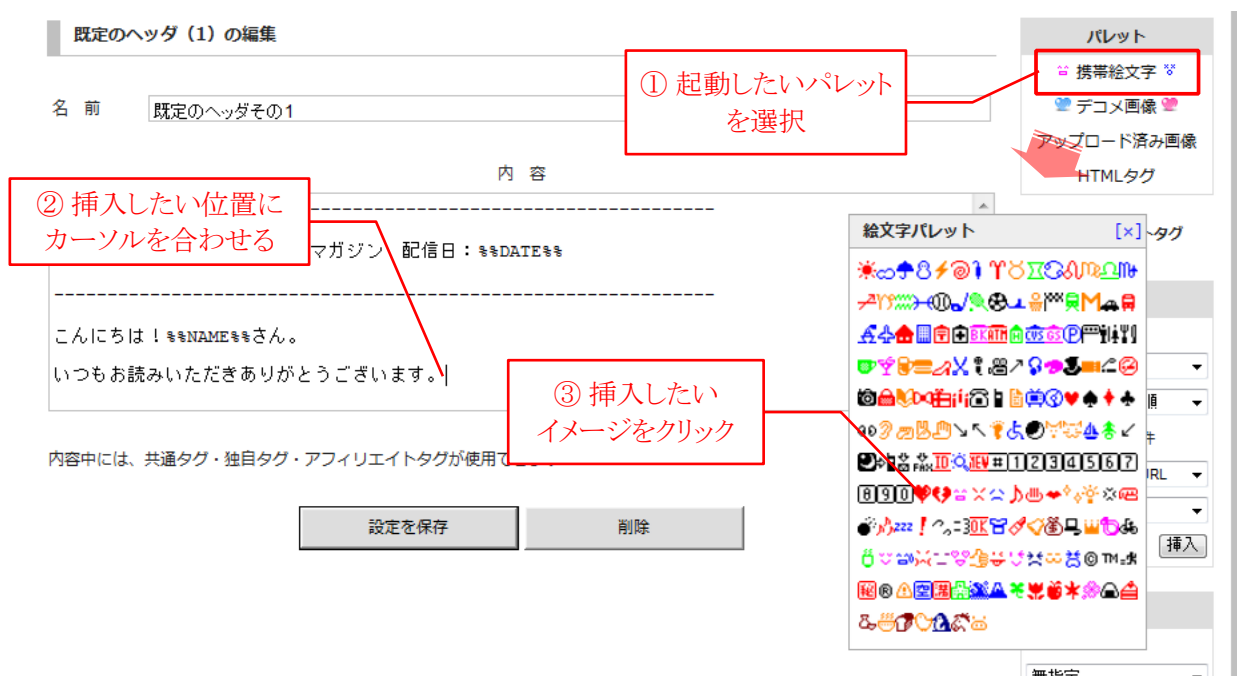 既定のヘッダ（1）の編集
パレット
携帯絵文字
① 起動したいパレット
を選択
名 前
既定のヘッダその1
デコメ画像
アップロード済み画像
HTMLタグ
内 容
② 挿入したい位置に
カーソルを合わせる
------------------------------------
マガジン 配信日：%%DATE%%
---------------------------------------------------------------
こんにちは！%%NAME%%さん。
いつもお読みいただきありがとうございます。
絵文字パレット [×]
タグ
③ 挿入したい
イメージをクリック
順
件
URL
挿入
内容中には、共通タグ・独自タグ・アフィリエイトタグが使用で
設定を保存
削除
無指定